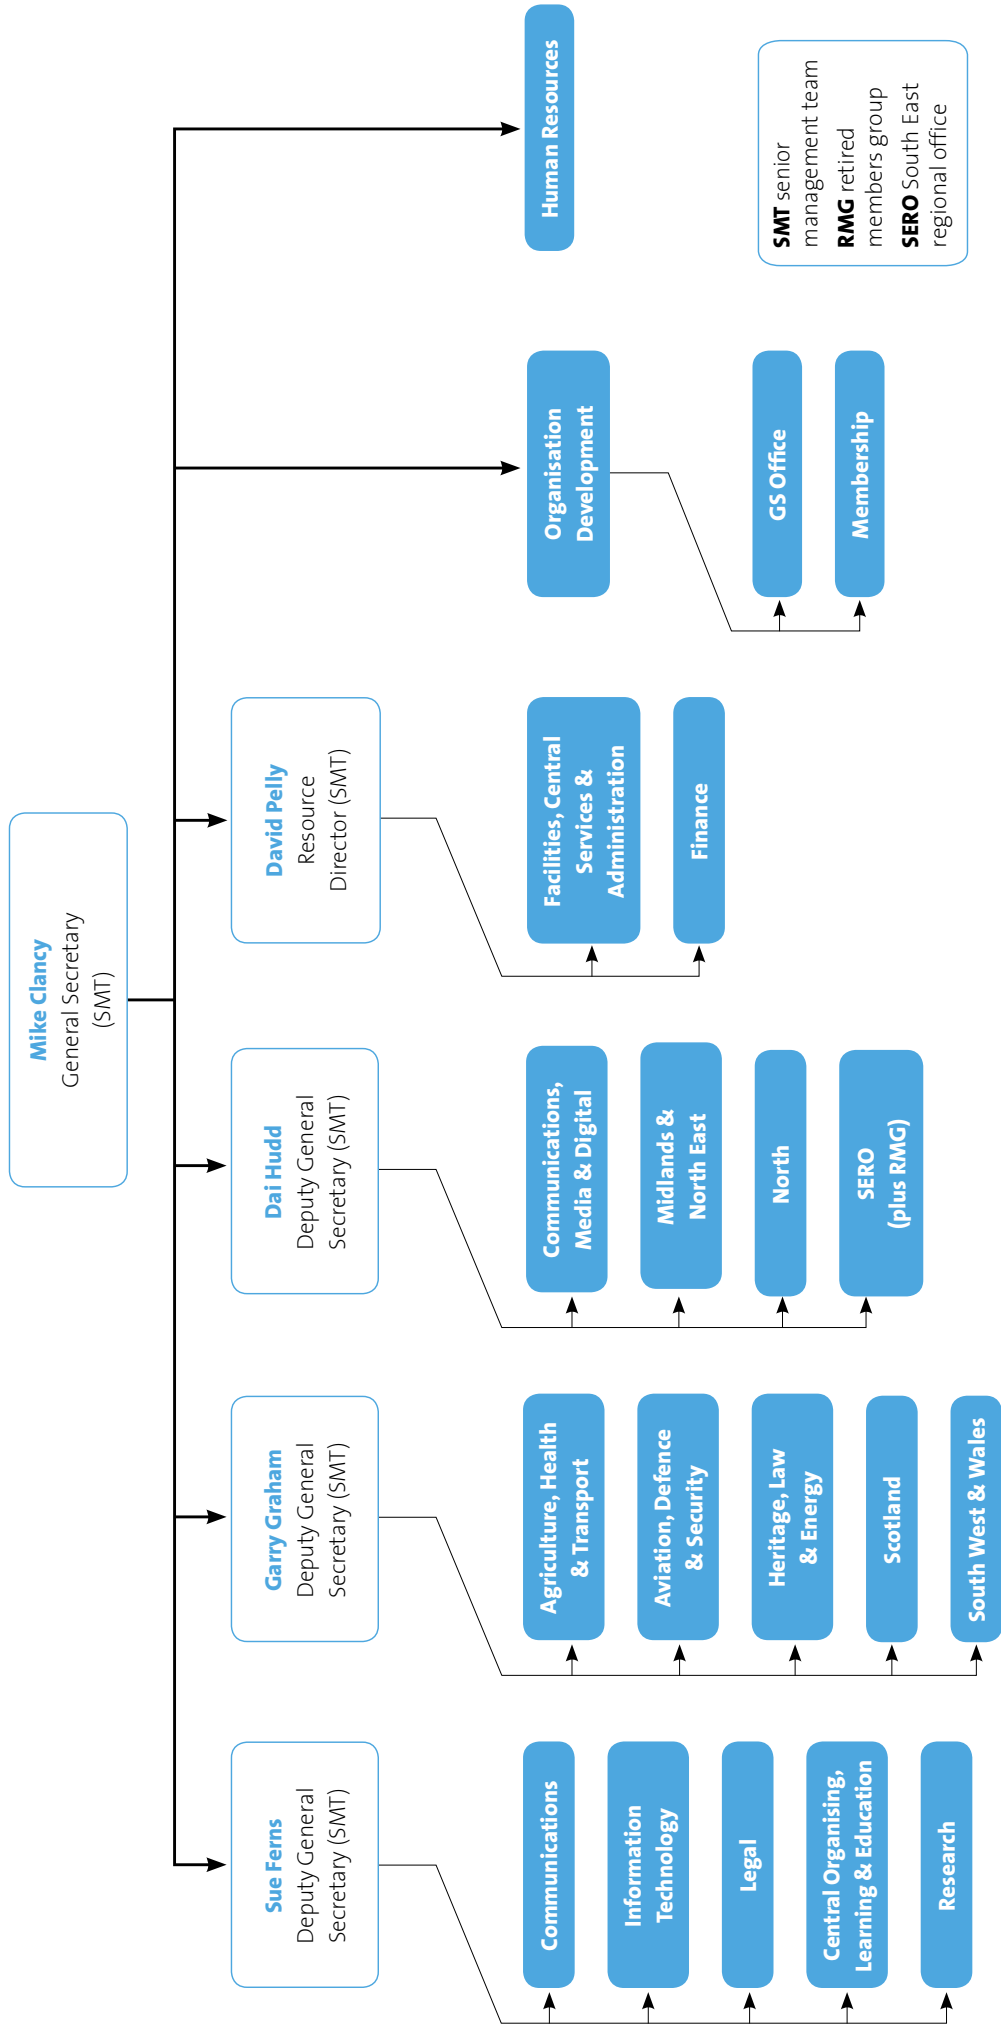 Mike Clancy
General Secretary
(SMT)
Sue Ferns
Deputy General
Secretary (SMT)
Communications
Information
Technology
Legal
Central Organising,
Learning & Education
Research
Garry Graham
Deputy General
Secretary (SMT)
Agriculture, Health
& Transport
Aviation, Defence
& Security
Heritage, Law
& Energy
Scotland
South West & Wales
Dai Hudd
Deputy General
Secretary (SMT)
Communications,
Media & Digital
Midlands &
North East
North
SERO
(plus RMG)
David Pelly
Resource
Director (SMT)
Facilities, Central
Services &
Administration
Finance
Organisation
Development
GS Office
Membership
Human Resources
SMT senior
management team
RMG retired
members group
SERO South East
regional office